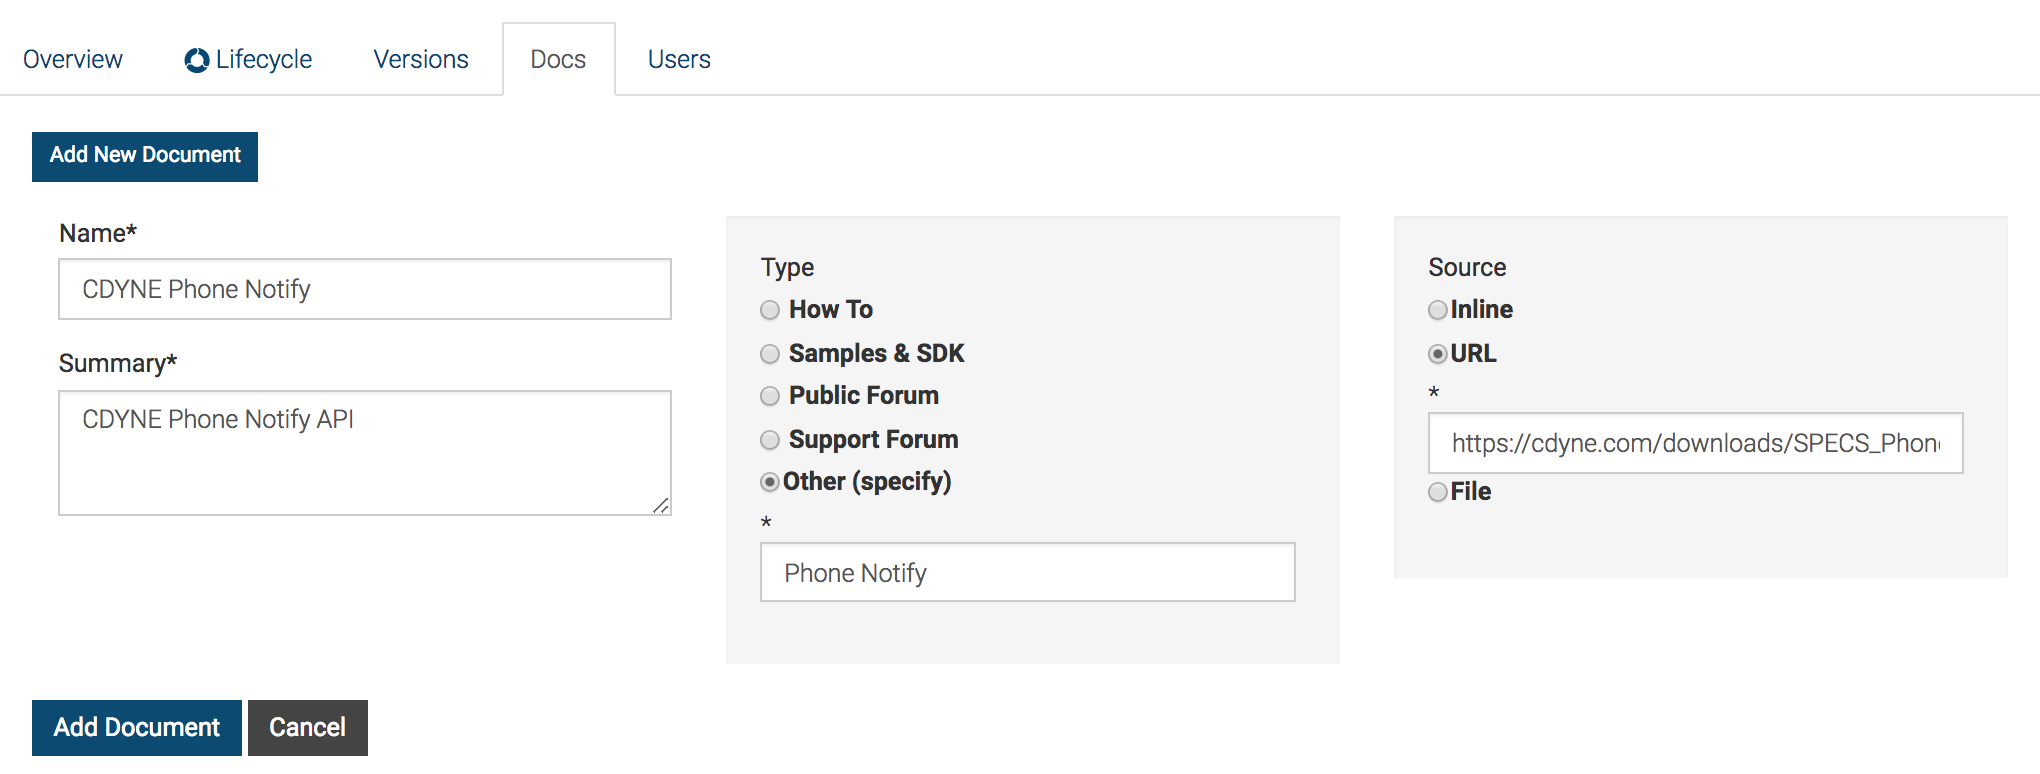 Overview Lifecycle Versions Docs Users
Add New Document
Name*
CDYNE Phone Notify
Summary*
CDYNE Phone Notify API
Type
How To
Samples & SDK
Public Forum
Support Forum
Other (specify)
*
Phone Notify
Source
Inline
URL
*
https://cdyne.com/downloads/SPECS_Phon
File
Add Document Cancel